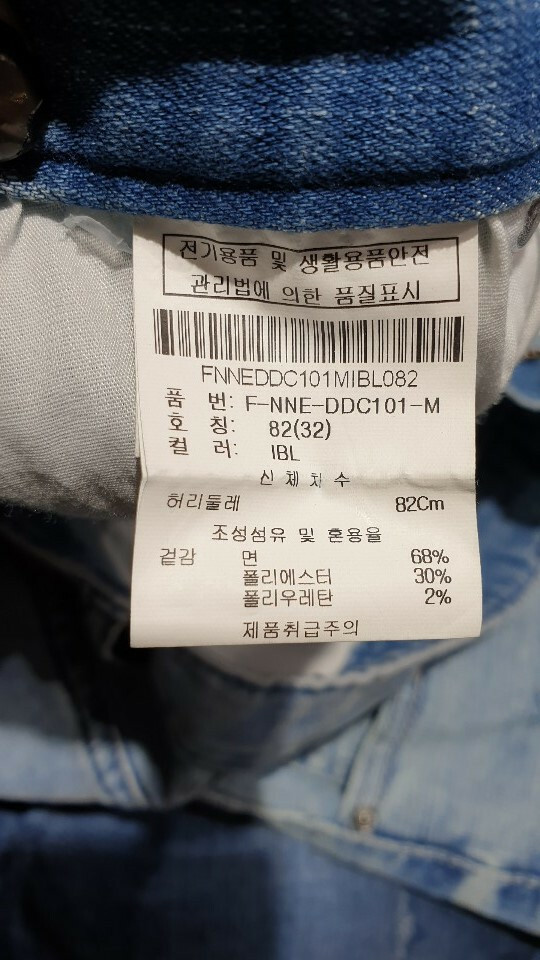 전기용품 및 생활용품안전
관리법에 의한 품질표시
FNNEDDC101MIBL082
품 번: F-NNE-DDC101-M
호 칭: 82(32)
컬 러: IBL
신 체 치 수
허리둘레 82Cm
조성섬유 및 혼용율
겉감 면 68%
폴리에스터 30%
폴리우레탄 2%
제품취급주의